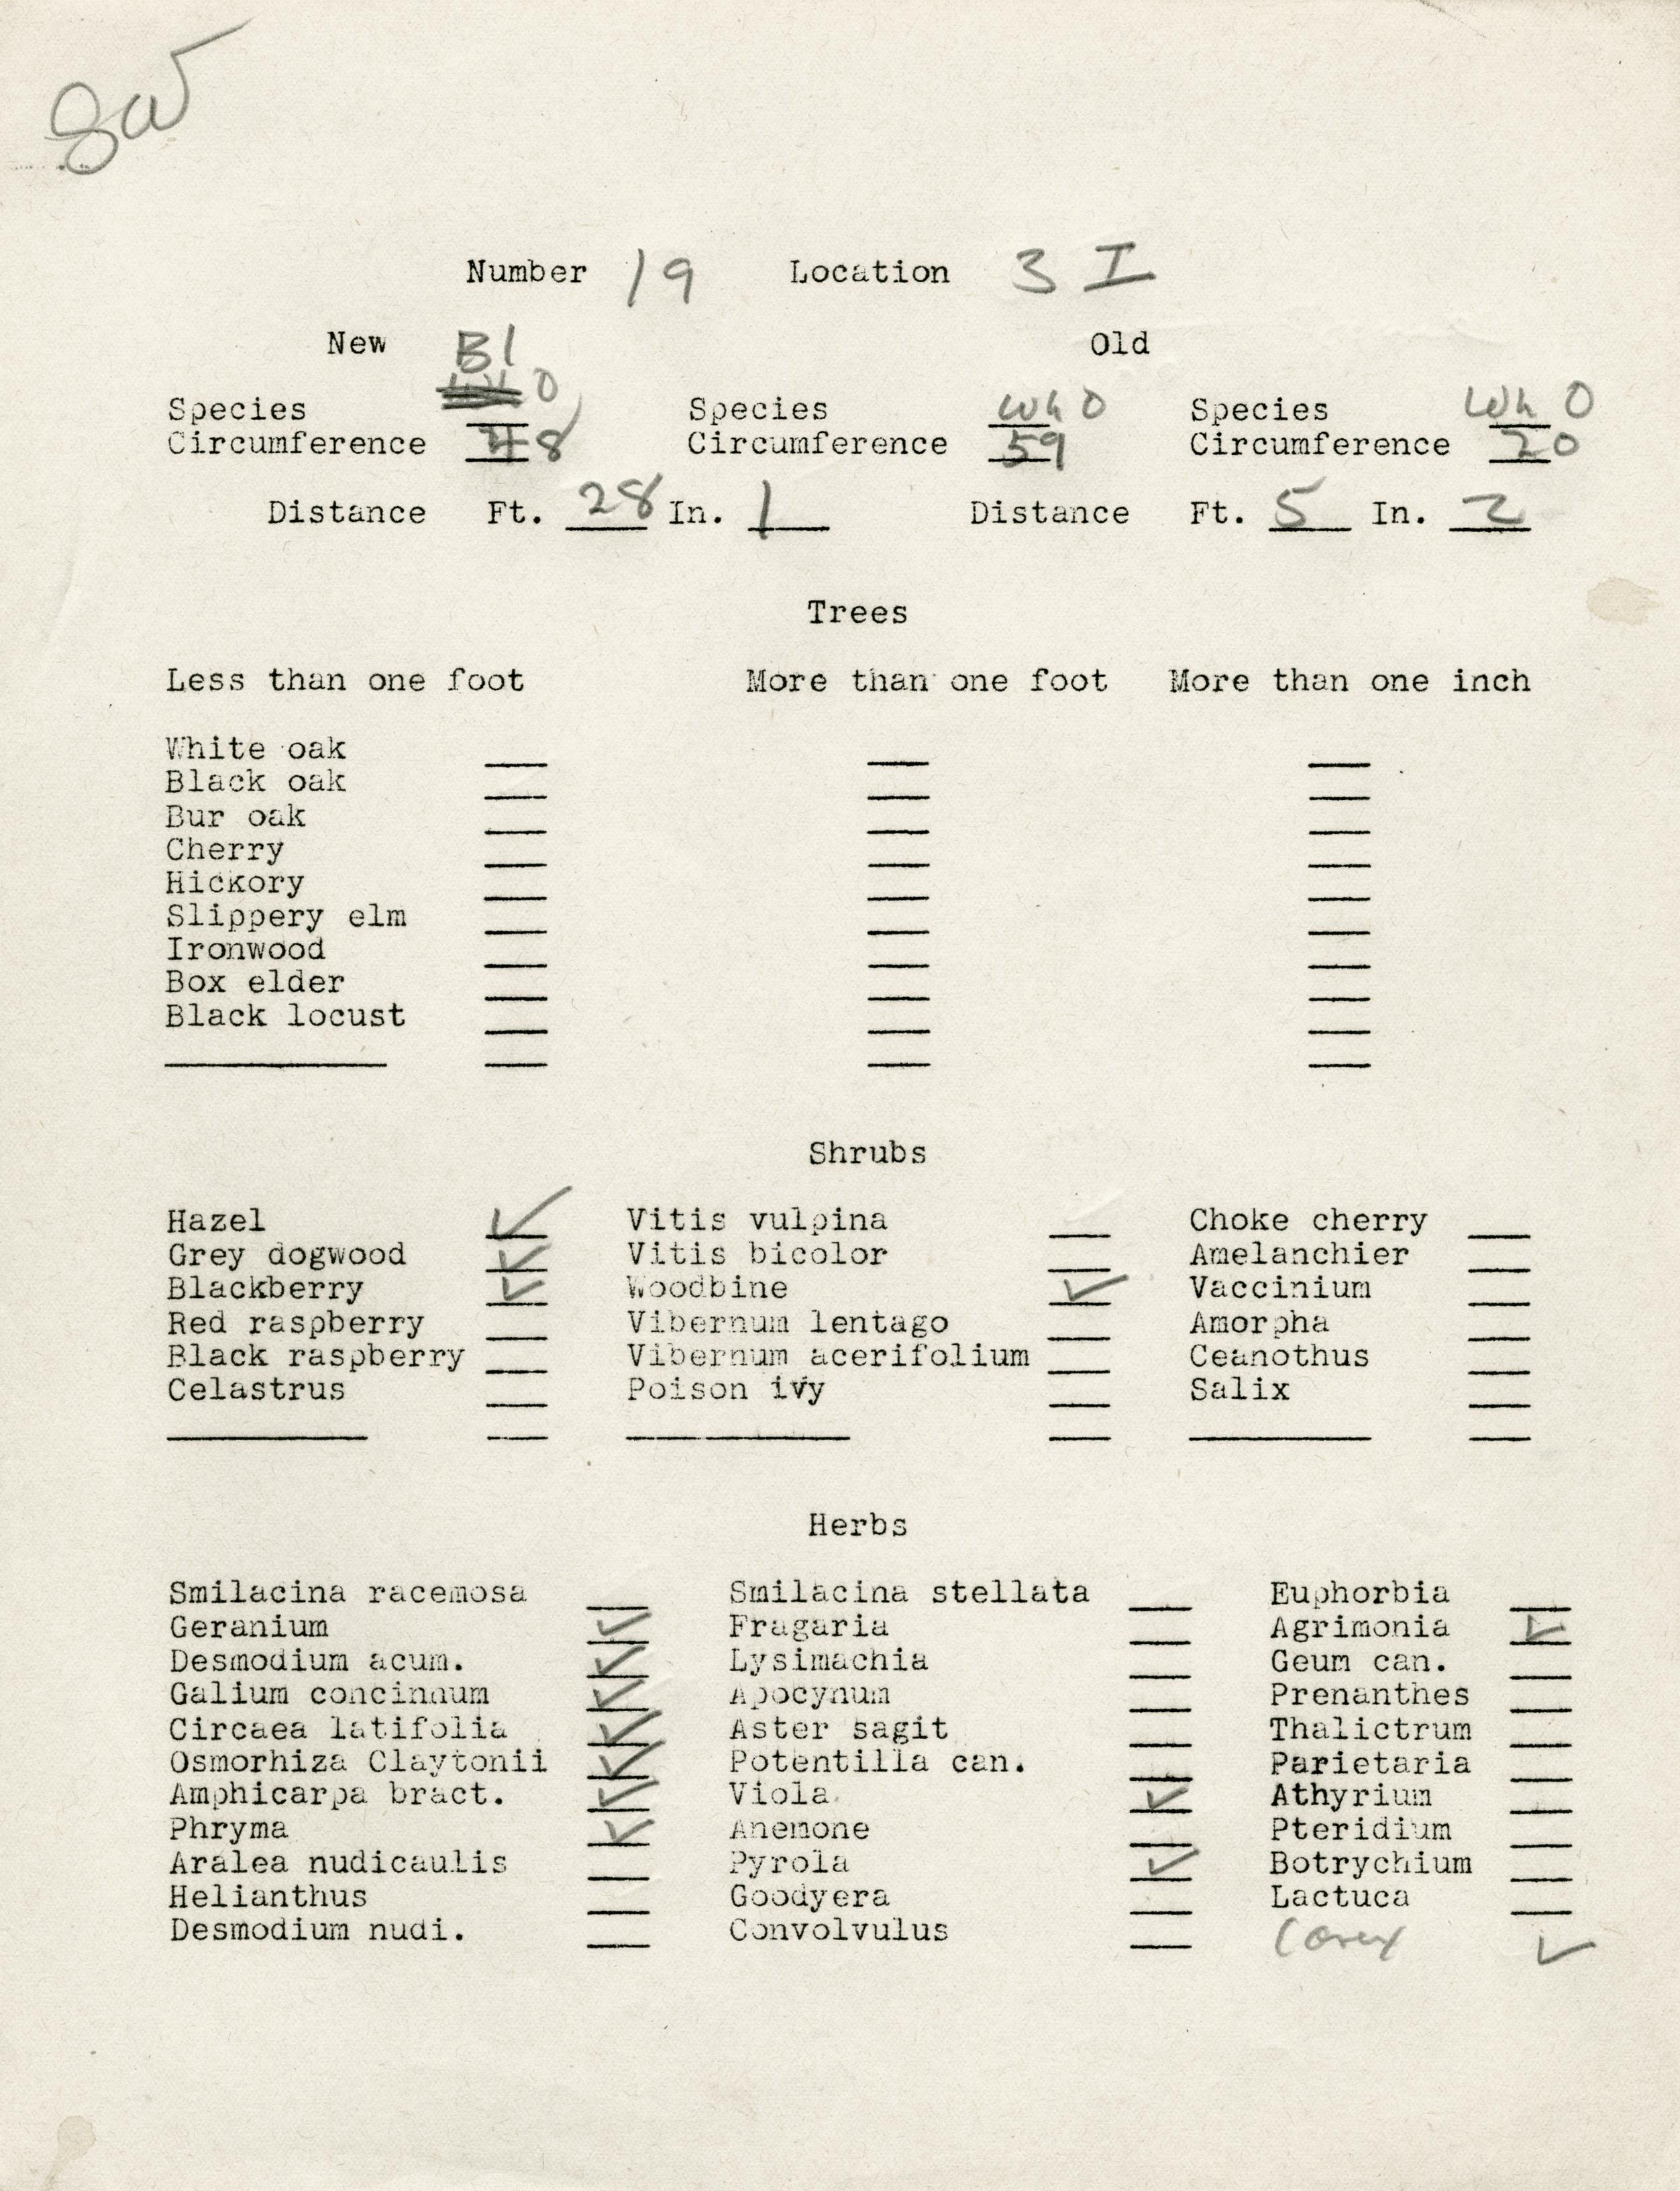 Number 19 Location 3 I
New Bl Old
O
Species Species Wh O Species Wh O
Circumference 48 Circumference 59 Circumference 20
Distance Ft. 28 In. 1 Distance Ft. 5 In. 2
Trees
Less than one foot More than one foot More than one inch
White oak
Black oak
Bur oak
Cherry
Hickory
Slippery elm
Ironwood
Box elder
Black locust
Shrubs
Hazel ✓ Vitis vulpina Choke cherry
Grey dogwood ✓ Vitis bicolor Amelanchier
Blackberry ✓ Woodbine ✓ Vaccinium
Red raspberry Vibernum lentago Amorpha
Black raspberry Vibernum acerifolium Ceanothus
Celastrus Poison ivy Salix
Herbs
Smilacina racemosa Smilacina stellata Euphorbia
Geranium ✓ Fragaria Agrimonia ✓
Desmodium acum. ✓ Lysimachia Geum can.
Galium concinnum ✓ Apocynum Prenanthes
Circaea latifolia ✓ Aster sagit Thalictrum
Osmorhiza Claytonii ✓ Potentilla can. Parietaria
Amphicarpa bract. ✓ Viola ✓ Athyrium
Phryma ✓ Anemone Pteridium
Aralea nudicaulis Pyrola ✓ Botrychium
Helianthus Goodyera Lactuca
Desmodium nudi. Convolvulus Carex ✓